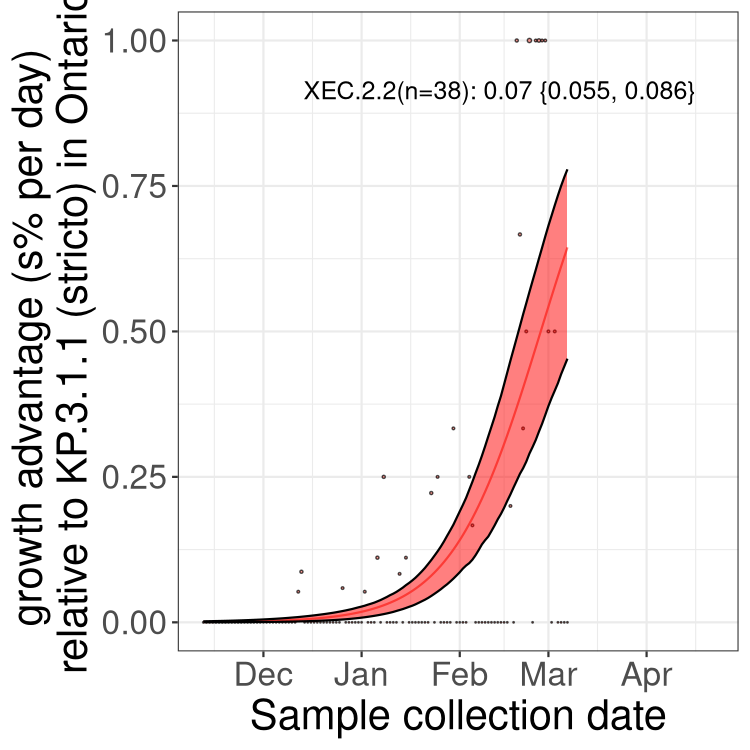 growth advantage (s% per day)
relative to KP.3.1.1 (stricto) in Ontario
1.00
0.75
0.50
0.25
0.00
XEC.2.2(n=38): 0.07 {0.055, 0.086}
Dec Jan Feb Mar Apr
Sample collection date